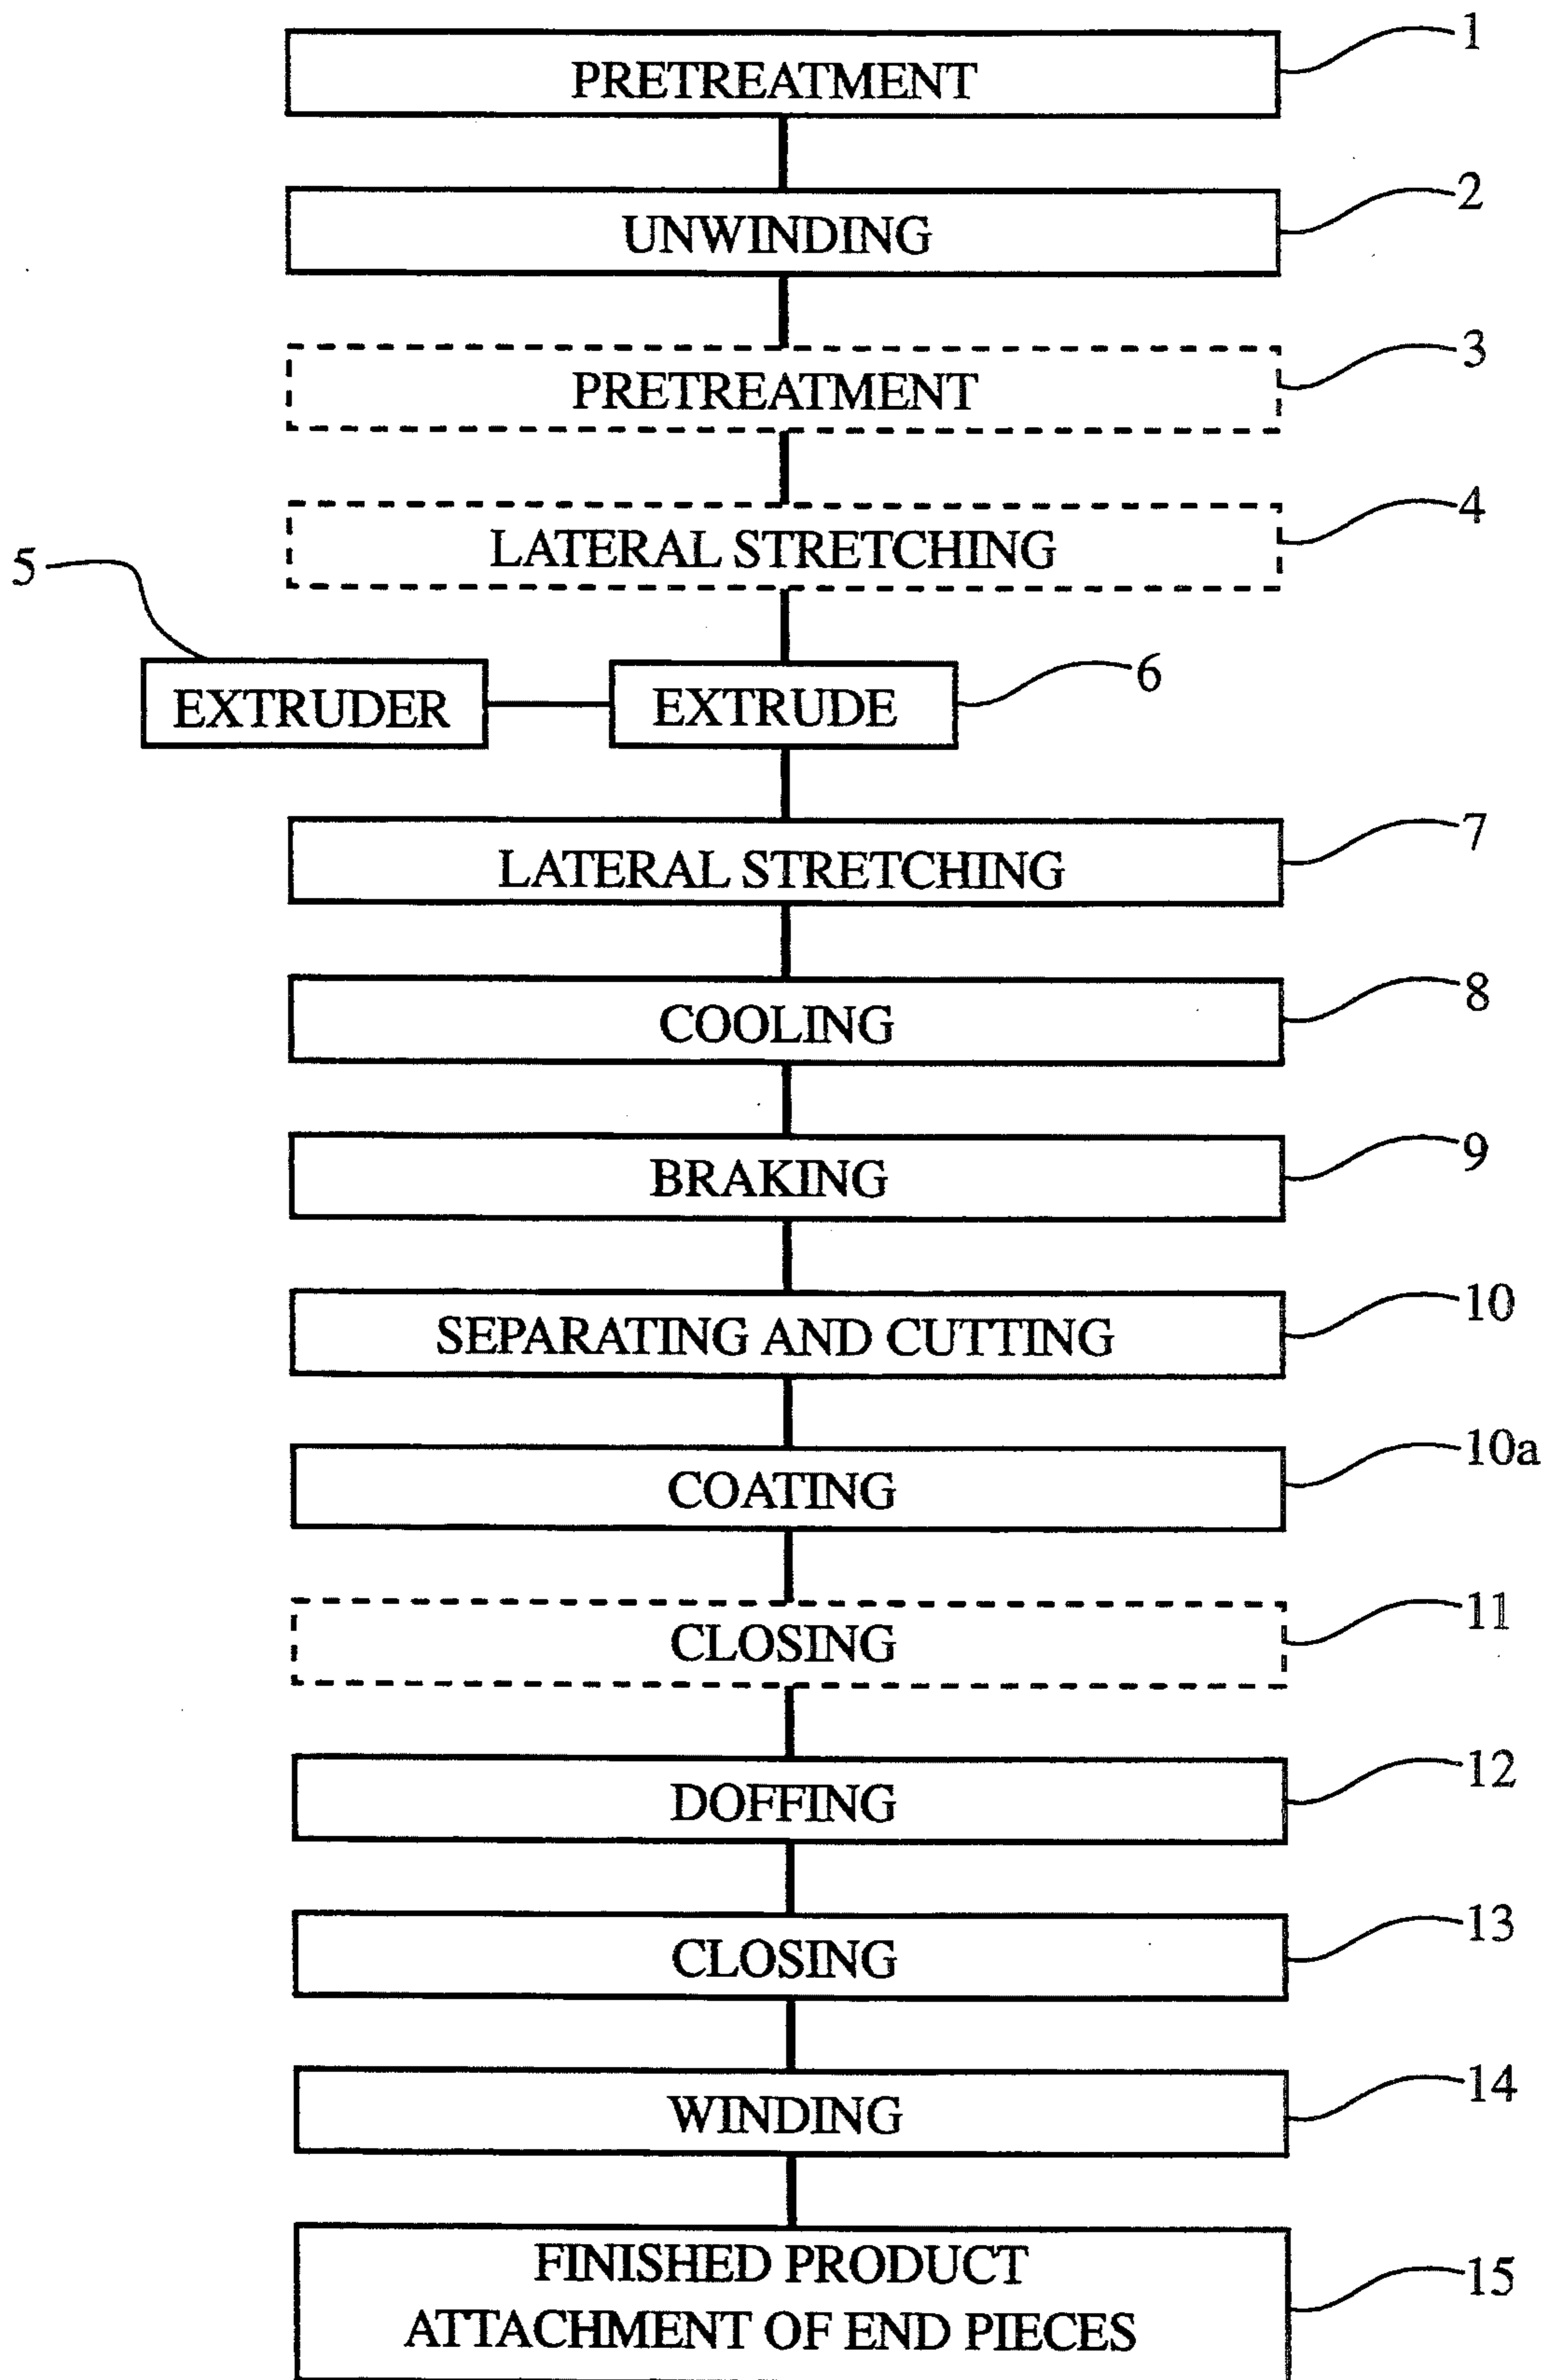 1
PRETREATMENT
2
UNWINDING
3
PRETREATMENT
4
LATERAL STRETCHING
5
EXTRUDER
EXTRUDE
6
7
LATERAL STRETCHING
8
COOLING
9
BRAKING
10
SEPARATING AND CUTTING
10a
COATING
11
CLOSING
12
DOFFING
13
CLOSING
14
WINDING
15
FINISHED PRODUCT
ATTACHMENT OF END PIECES